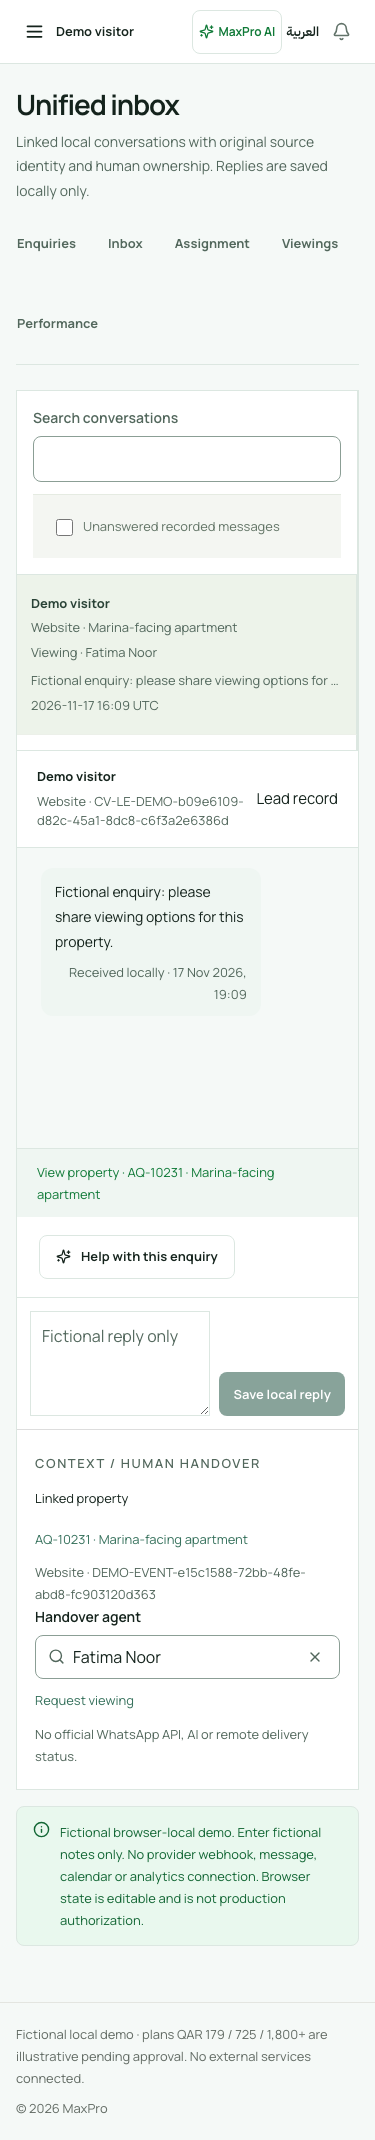 Demo visitor
MaxPro AI
العربية
Unified inbox
Linked local conversations with original source
identity and human ownership. Replies are saved
locally only.
Enquiries
Inbox
Assignment
Viewings
Performance
Search conversations
Unanswered recorded messages
Demo visitor
Website · Marina-facing apartment
Viewing · Fatima Noor
Fictional enquiry: please share viewing options for ...
2026-11-17 16:09 UTC
Demo visitor
Website · CV-LE-DEMO-b09e6109-
d82c-45a1-8dc8-c6f3a2e6386d
Lead record
Fictional enquiry: please
share viewing options for this
property.
Received locally · 17 Nov 2026,
19:09
View property · AQ-10231 · Marina-facing
apartment
Help with this enquiry
Fictional reply only
Save local reply
CONTEXT / HUMAN HANDOVER
Linked property
AQ-10231 · Marina-facing apartment
Website · DEMO-EVENT-e15c1588-72bb-48fe-
abd8-fc903120d363
Handover agent
Fatima Noor
Request viewing
No official WhatsApp API, AI or remote delivery
status.
Fictional browser-local demo. Enter fictional
notes only. No provider webhook, message,
calendar or analytics connection. Browser
state is editable and is not production
authorization.
Fictional local demo · plans QAR 179 / 725 / 1,800+ are
illustrative pending approval. No external services
connected.
© 2026 MaxPro